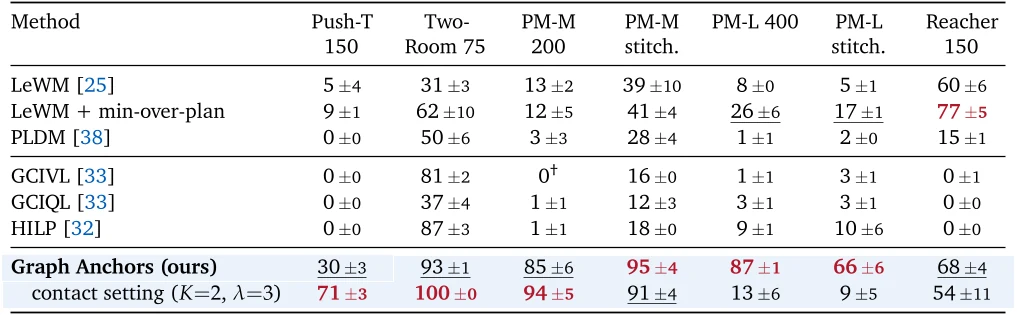 Method Push-T Two- PM-M PM-M PM-L 400 PM-L Reacher
150 Room 75 200 stitch. stitch. 150
LeWM [25] 5 ±4 31 ±3 13 ±2 39 ±10 8 ±0 5 ±1 60 ±6
LeWM + min-over-plan 9 ±1 62 ±10 12 ±5 41 ±4 26 ±6 17 ±1 77 ±5
PLDM [38] 0 ±0 50 ±6 3 ±3 28 ±4 1 ±1 2 ±0 15 ±1
GCIVL [33] 0 ±0 81 ±2 0† 16 ±0 1 ±1 3 ±1 0 ±1
GCIQL [33] 0 ±0 37 ±4 1 ±1 12 ±3 3 ±1 3 ±1 0 ±0
HILP [32] 0 ±0 87 ±3 1 ±1 18 ±0 9 ±1 10 ±6 0 ±0
Graph Anchors (ours) 30 ±3 93 ±1 85 ±6 95 ±4 87 ±1 66 ±6 68 ±4
contact setting (K=2, λ=3) 71 ±3 100 ±0 94 ±5 91 ±4 13 ±6 9 ±5 54 ±11